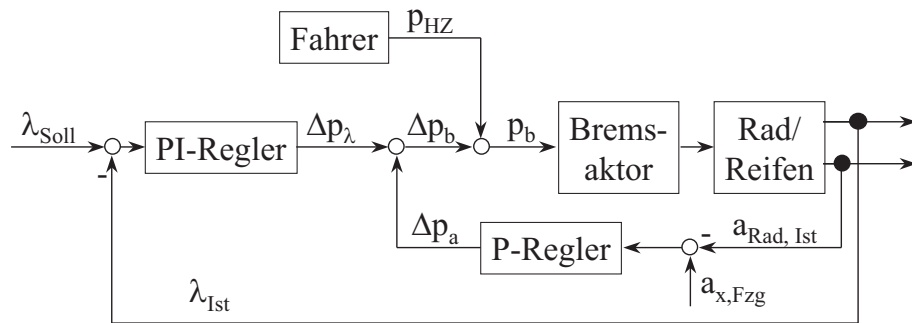 p_HZ
Fahrer
λ_Soll
-
PI-Regler
Δp_λ
Δp_b
p_b
Brems-
aktor
Rad/
Reifen
Δp_a
P-Regler
-
a_Rad, Ist
a_x,Fzg
λ_Ist